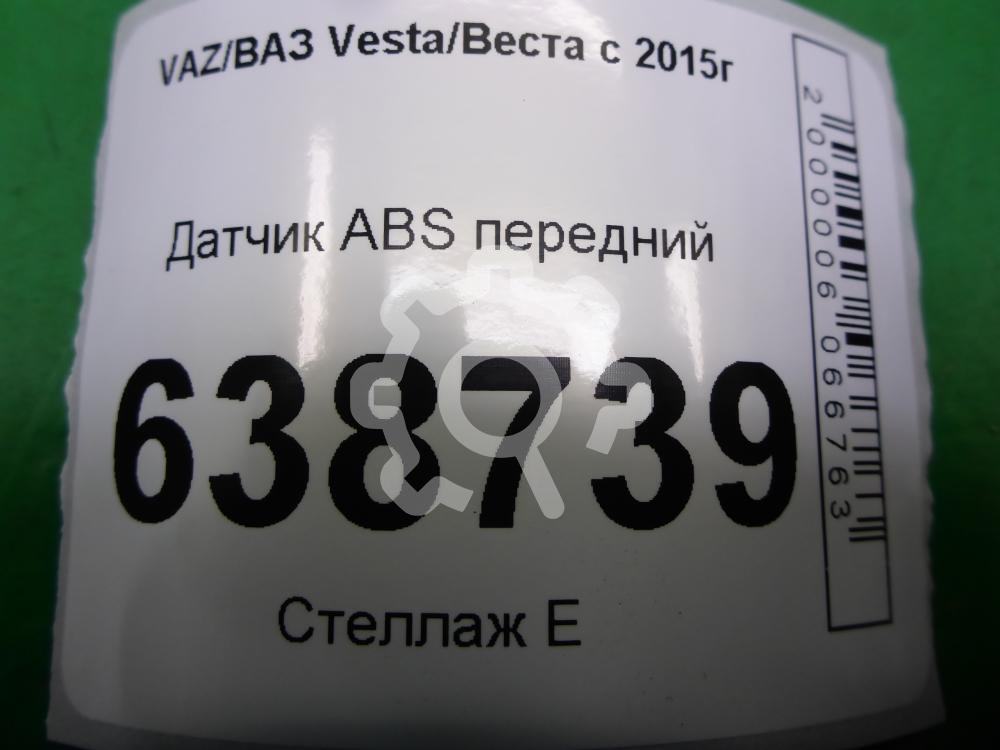 VAZ/ВАЗ Vesta/Веста с 2015г
Датчик ABS передний
638739
Стеллаж E
2000006066763